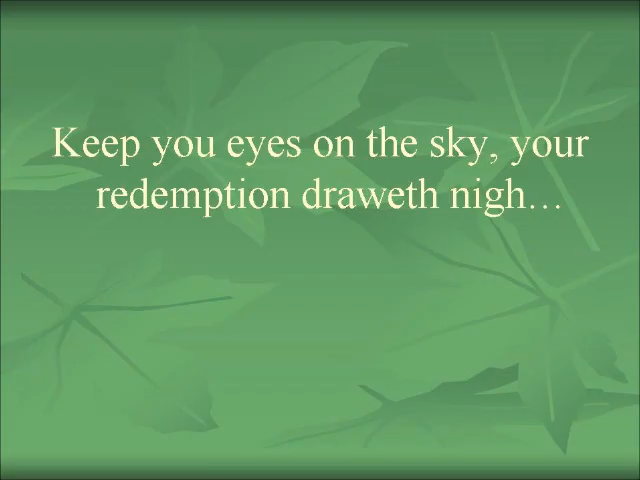 Keep you eyes on the sky, your
redemption draweth nigh…